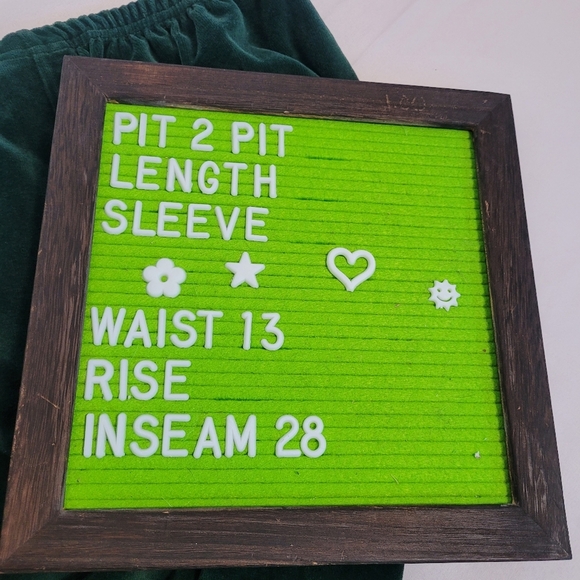 PIT 2 PIT
LENGTH
SLEEVE
WAIST 13
RISE
INSEAM 28